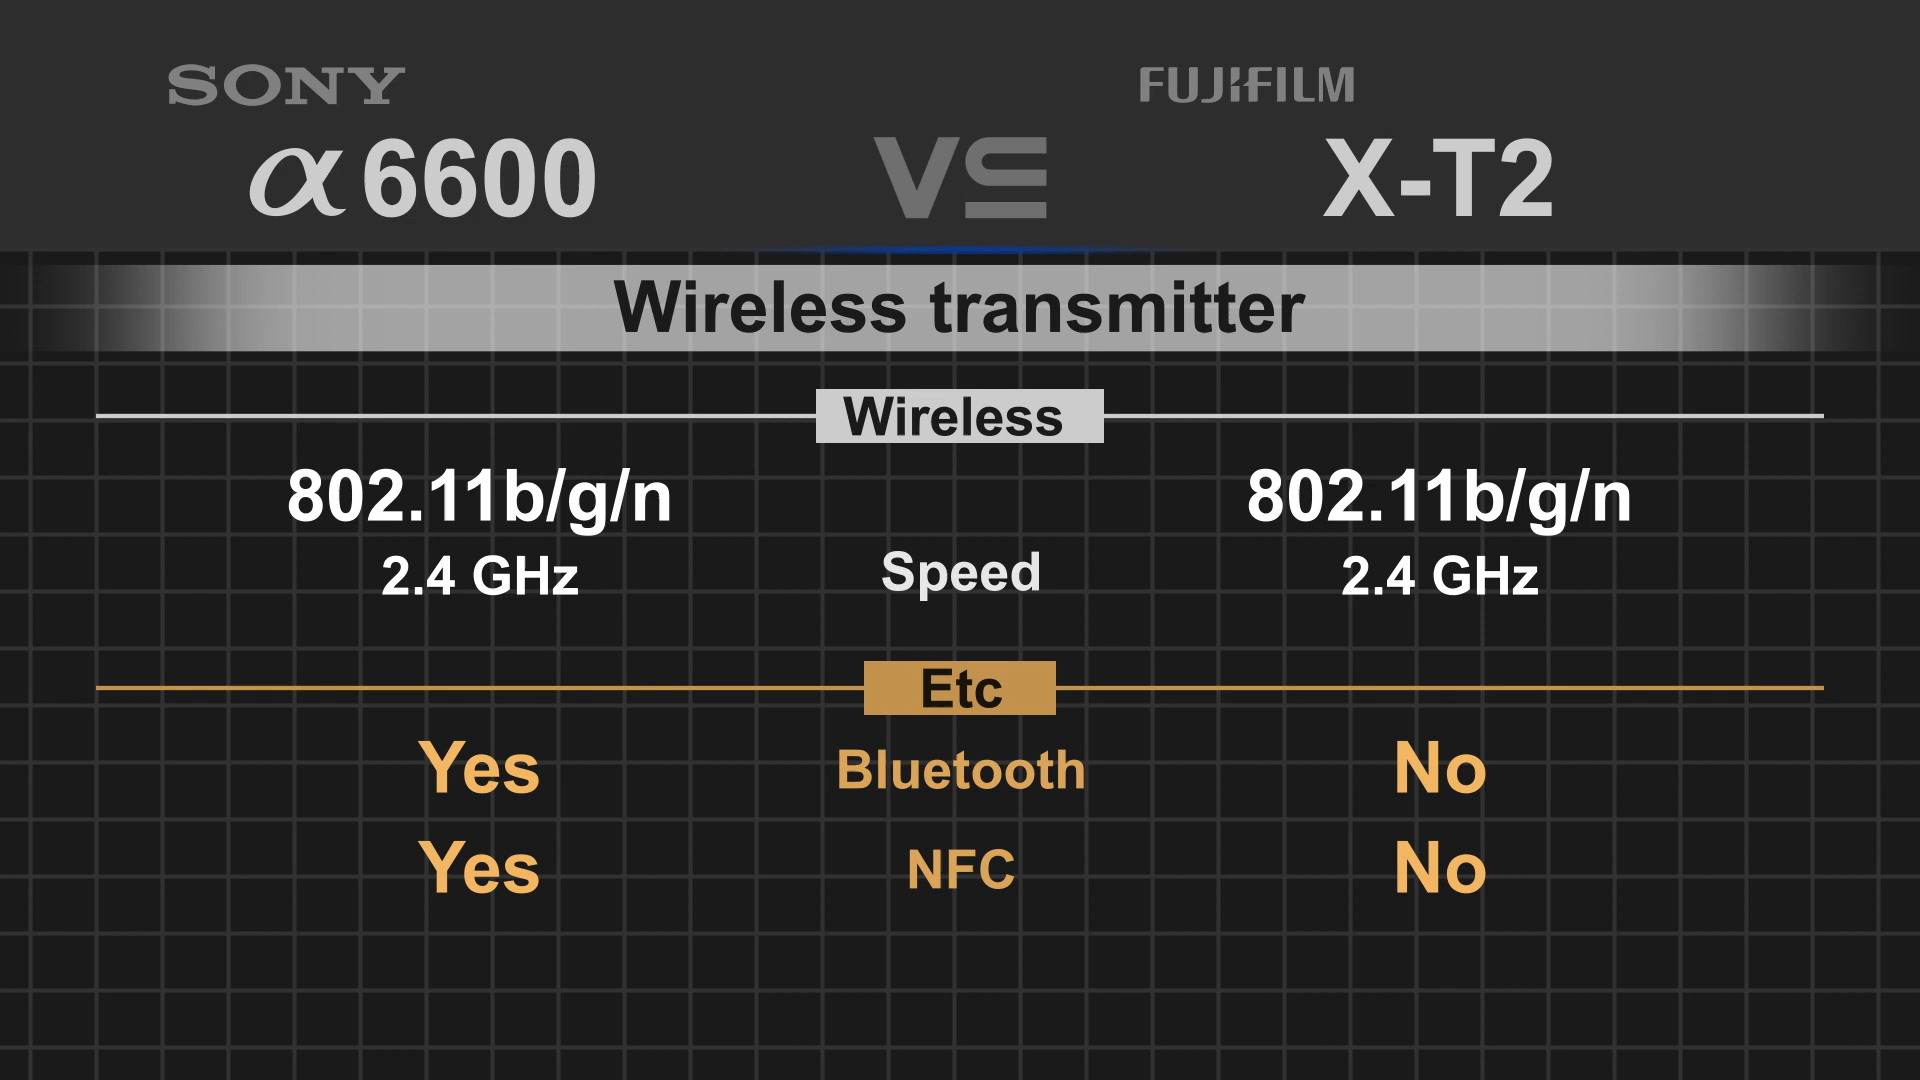 SONY
FUJIFILM
α6600
VS
X-T2
Wireless transmitter
Wireless
802.11b/g/n
802.11b/g/n
2.4 GHz
Speed
2.4 GHz
Etc
Yes
Bluetooth
No
Yes
NFC
No